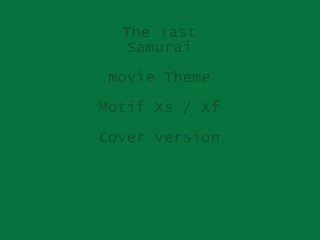 The last
Samurai
movie Theme
Motif Xs / Xf
Cover version